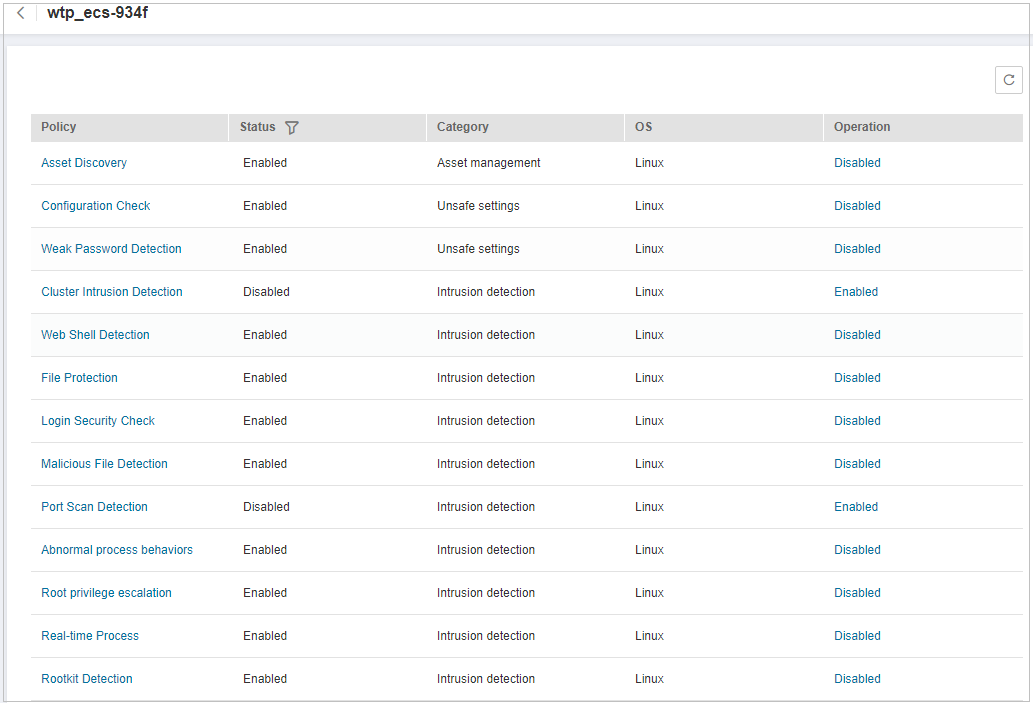 wtp_ecs-934f
Policy Status Category OS Operation
Asset Discovery Enabled Asset management Linux Disabled
Configuration Check Enabled Unsafe settings Linux Disabled
Weak Password Detection Enabled Unsafe settings Linux Disabled
Cluster Intrusion Detection Disabled Intrusion detection Linux Enabled
Web Shell Detection Enabled Intrusion detection Linux Disabled
File Protection Enabled Intrusion detection Linux Disabled
Login Security Check Enabled Intrusion detection Linux Disabled
Malicious File Detection Enabled Intrusion detection Linux Disabled
Port Scan Detection Disabled Intrusion detection Linux Enabled
Abnormal process behaviors Enabled Intrusion detection Linux Disabled
Root privilege escalation Enabled Intrusion detection Linux Disabled
Real-time Process Enabled Intrusion detection Linux Disabled
Rootkit Detection Enabled Intrusion detection Linux Disabled